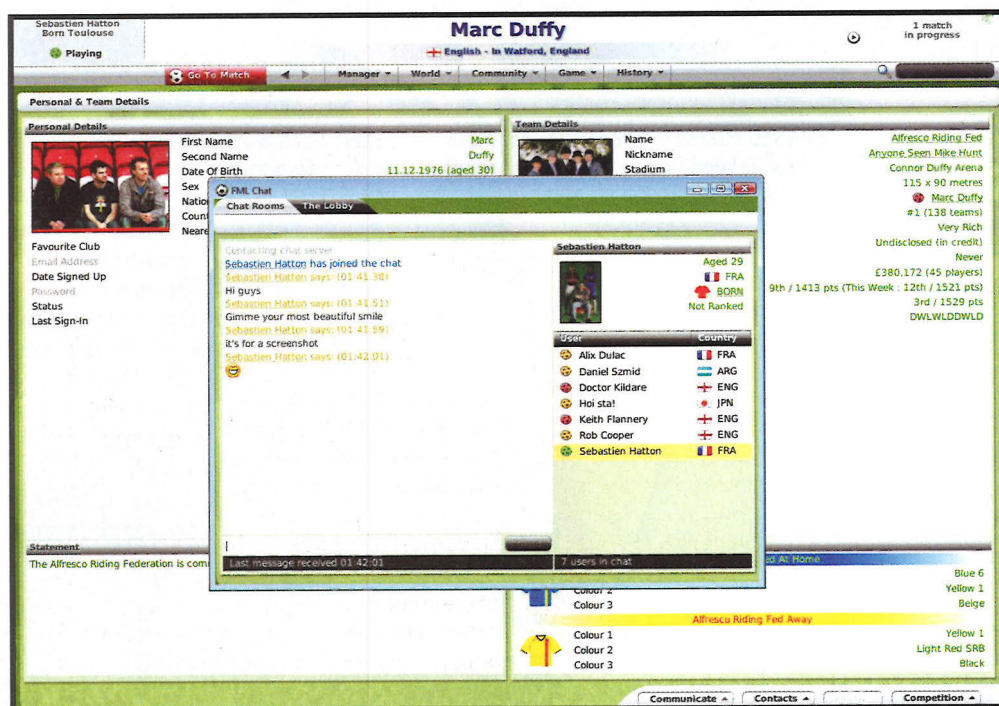 Sebastien Hatton
Born Toulouse
Playing
Marc Duffy
English - In Watford, England
1 match
in progress
Go To Match
Manager
World
Community
Game
History
Personal & Team Details
Personal Details
First Name Marc
Second Name Duffy
Date Of Birth 11.12.1976 (aged 30)
Sex
Nation
Count
Neare
Favourite Club
Email Address
Date Signed Up
Password
Status
Last Sign-In
Team Details
Name Alfresco Riding Fed
Nickname Anyone Seen Mike Hunt
Stadium Connor Duffy Arena
115 x 90 metres
Marc Duffy
#1 (138 teams)
Very Rich
Undisclosed (in credit)
Never
£380,172 (45 players)
9th / 1413 pts (This Week : 12th / 1521 pts)
3rd / 1529 pts
DWLWLDDWLD
FML Chat
Chat Rooms The Lobby
Contacting chat server
Sebastien Hatton has joined the chat
Sebastien Hatton says: (01:41:38)
Hi guys
Sebastien Hatton says: (01:41:51)
Gimme your most beautiful smile
Sebastien Hatton says: (01:41:59)
it's for a screenshot
Sebastien Hatton says: (01:42:01)
Last message received 01:42:01
Sebastien Hatton
Aged 29
FRA
BORN
Not Ranked
User Country
Alix Dulac FRA
Daniel Szmid ARG
Doctor Kildare ENG
Hoi sta! JPN
Keith Flannery ENG
Rob Cooper ENG
Sebastien Hatton FRA
7 users in chat
Statement
The Alfresco Riding Federation is com
ed At Home
Blue 6
Colour 2 Yellow 1
Colour 3 Beige
Alfresco Riding Fed Away
Colour 1 Yellow 1
Colour 2 Light Red SRB
Colour 3 Black
Communicate
Contacts
Competition